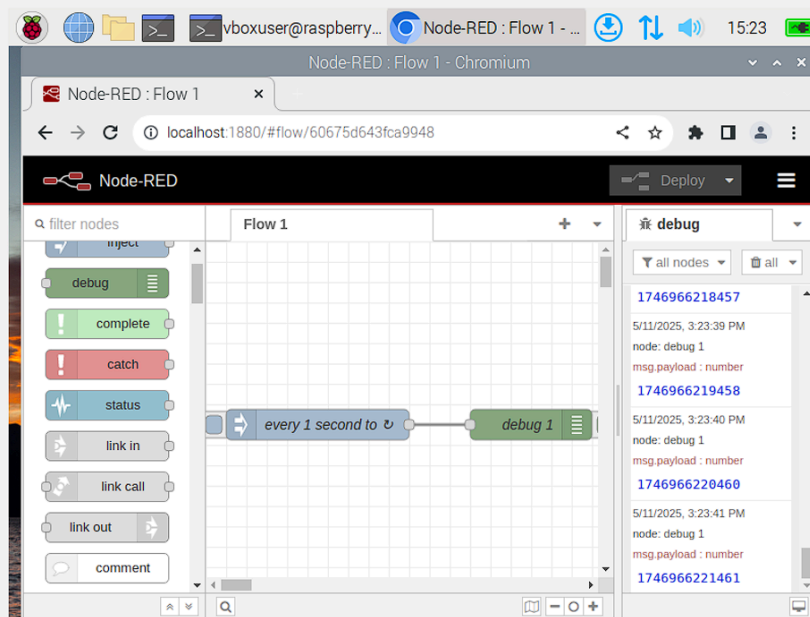 vboxuser@raspberry...
Node-RED : Flow 1 - ...
15:23
Node-RED : Flow 1 - Chromium
Node-RED : Flow 1
localhost:1880/#flow/60675d643fca9948
Node-RED
Deploy
filter nodes
Flow 1
debug
all nodes
all
inject
debug
complete
catch
status
link in
link call
link out
comment
every 1 second to ↻
debug 1
1746966218457
5/11/2025, 3:23:39 PM
node: debug 1
msg.payload : number
1746966219458
5/11/2025, 3:23:40 PM
node: debug 1
msg.payload : number
1746966220460
5/11/2025, 3:23:41 PM
node: debug 1
msg.payload : number
1746966221461